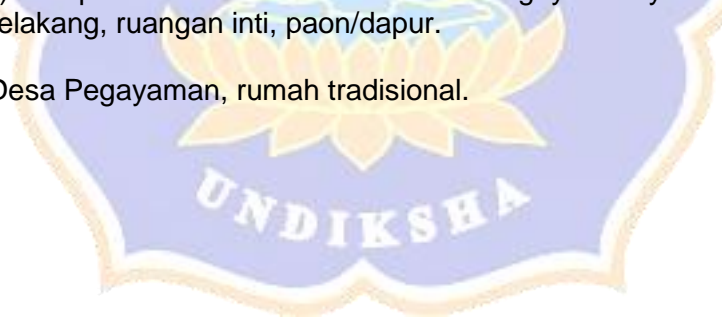 elakang, ruangan inti, paon/dapur.
Desa Pegayaman, rumah tradisional.
UNDIKSHA